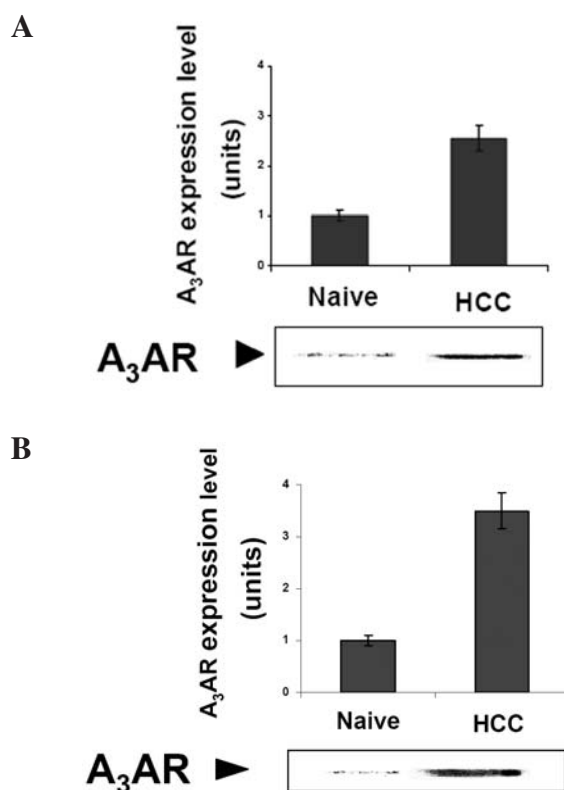 A
A₃AR expression level
(units)
4
3
2
1
0
Naive HCC
A₃AR
B
A₃AR expression level
(units)
4
3
2
1
0
Naive HCC
A₃AR